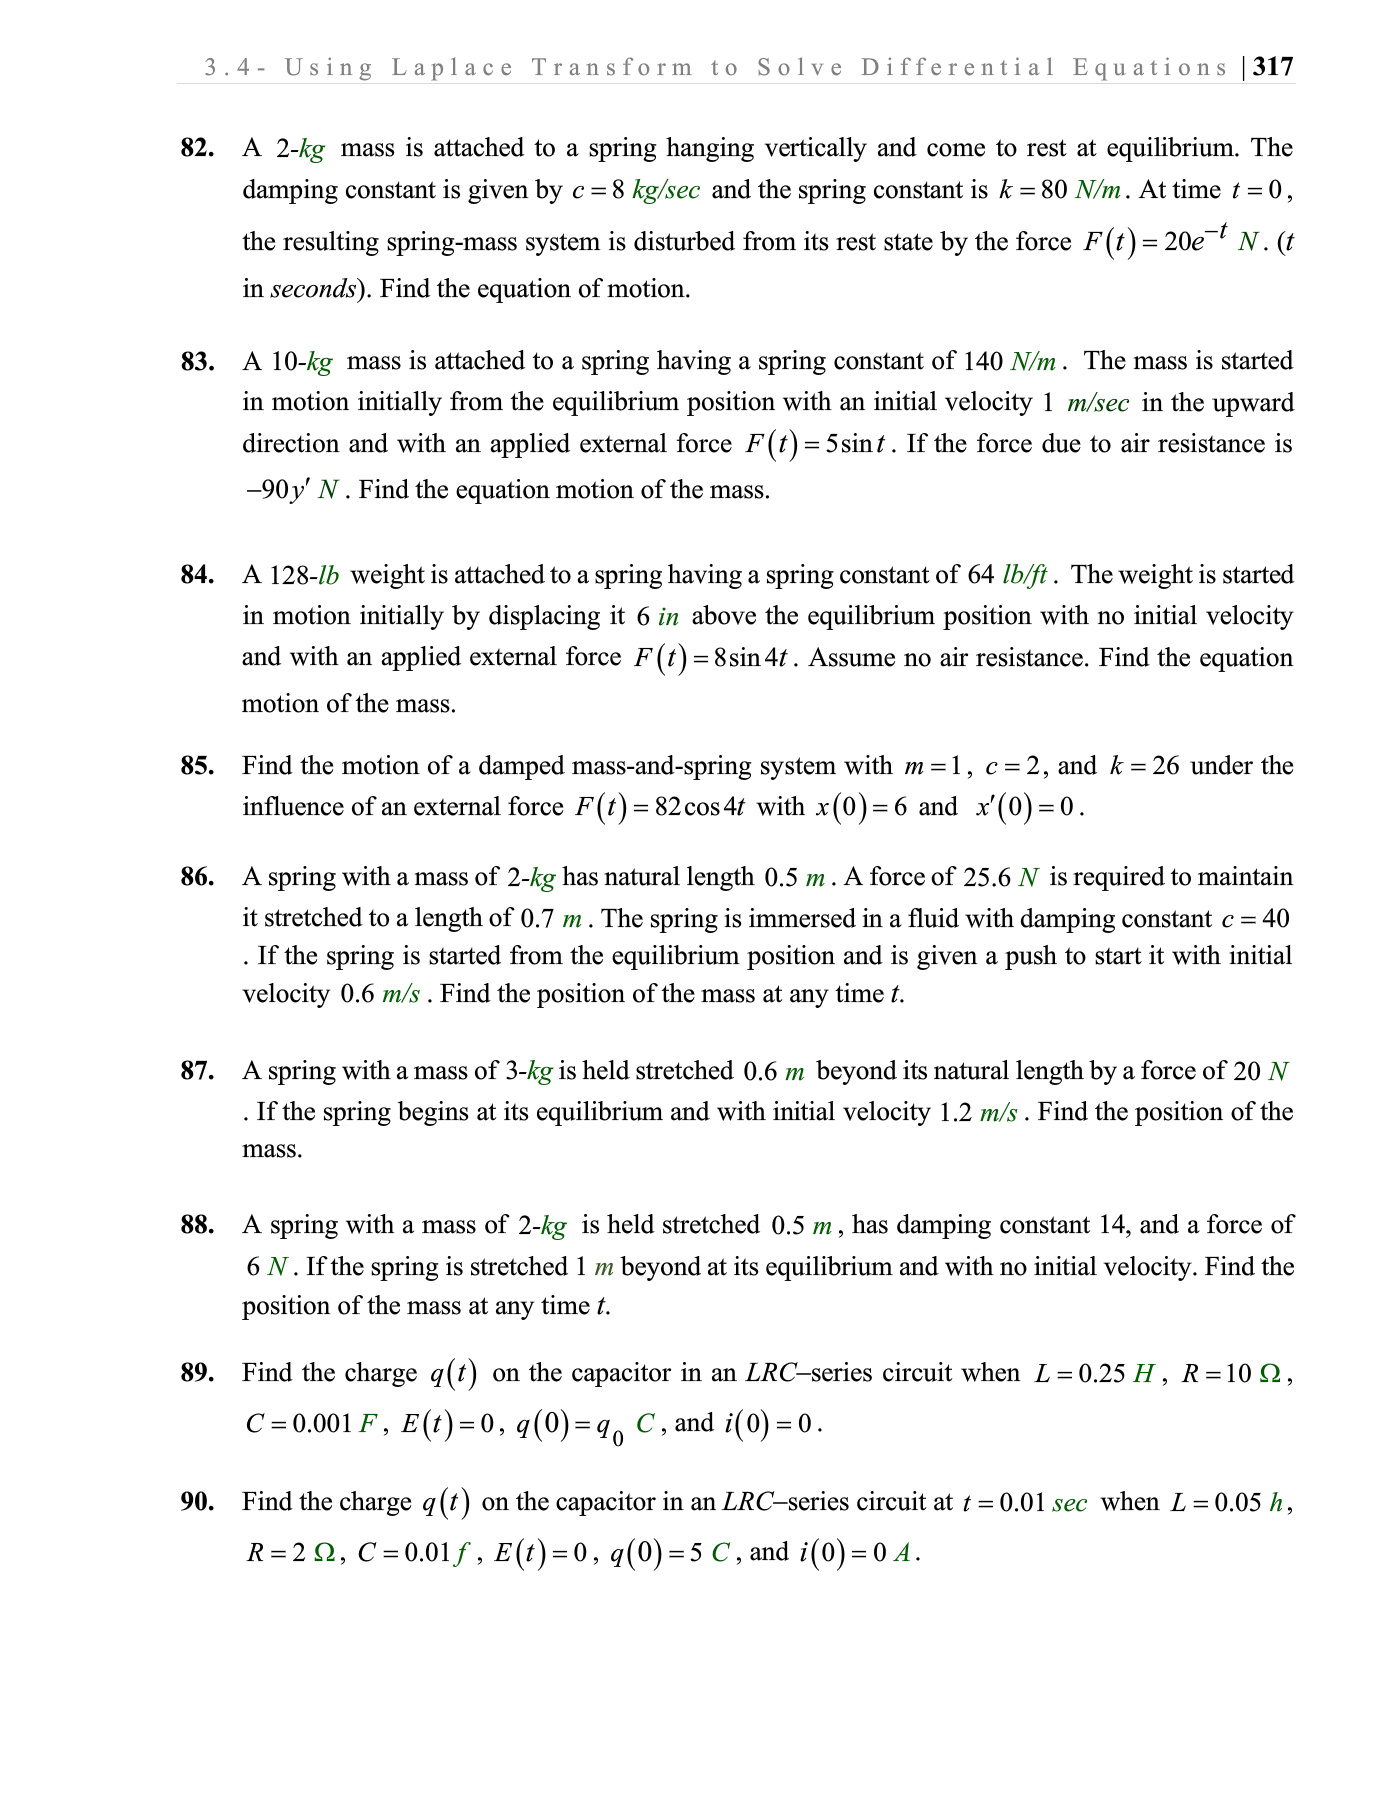 3.4- Using Laplace Transform to Solve Differential Equations |317
82. A 2-kg mass is attached to a spring hanging vertically and come to rest at equilibrium. The
damping constant is given by c = 8 kg/sec and the spring constant is k = 80 N/m. At time t = 0,
the resulting spring-mass system is disturbed from its rest state by the force F(t) = 20e^{-t} N. (t
in seconds). Find the equation of motion.
83. A 10-kg mass is attached to a spring having a spring constant of 140 N/m. The mass is started
in motion initially from the equilibrium position with an initial velocity 1 m/sec in the upward
direction and with an applied external force F(t) = 5sin t. If the force due to air resistance is
−90y′ N. Find the equation motion of the mass.
84. A 128-lb weight is attached to a spring having a spring constant of 64 lb/ft. The weight is started
in motion initially by displacing it 6 in above the equilibrium position with no initial velocity
and with an applied external force F(t) = 8sin 4t. Assume no air resistance. Find the equation
motion of the mass.
85. Find the motion of a damped mass-and-spring system with m = 1, c = 2, and k = 26 under the
influence of an external force F(t) = 82cos 4t with x(0) = 6 and x′(0) = 0.
86. A spring with a mass of 2-kg has natural length 0.5 m. A force of 25.6 N is required to maintain
it stretched to a length of 0.7 m. The spring is immersed in a fluid with damping constant c = 40
. If the spring is started from the equilibrium position and is given a push to start it with initial
velocity 0.6 m/s. Find the position of the mass at any time t.
87. A spring with a mass of 3-kg is held stretched 0.6 m beyond its natural length by a force of 20 N
. If the spring begins at its equilibrium and with initial velocity 1.2 m/s. Find the position of the
mass.
88. A spring with a mass of 2-kg is held stretched 0.5 m, has damping constant 14, and a force of
6 N. If the spring is stretched 1 m beyond at its equilibrium and with no initial velocity. Find the
position of the mass at any time t.
89. Find the charge q(t) on the capacitor in an LRC–series circuit when L = 0.25 H, R = 10 Ω,
C = 0.001 F, E(t) = 0, q(0) = q₀ C, and i(0) = 0.
90. Find the charge q(t) on the capacitor in an LRC–series circuit at t = 0.01 sec when L = 0.05 h,
R = 2 Ω, C = 0.01 f, E(t) = 0, q(0) = 5 C, and i(0) = 0 A.